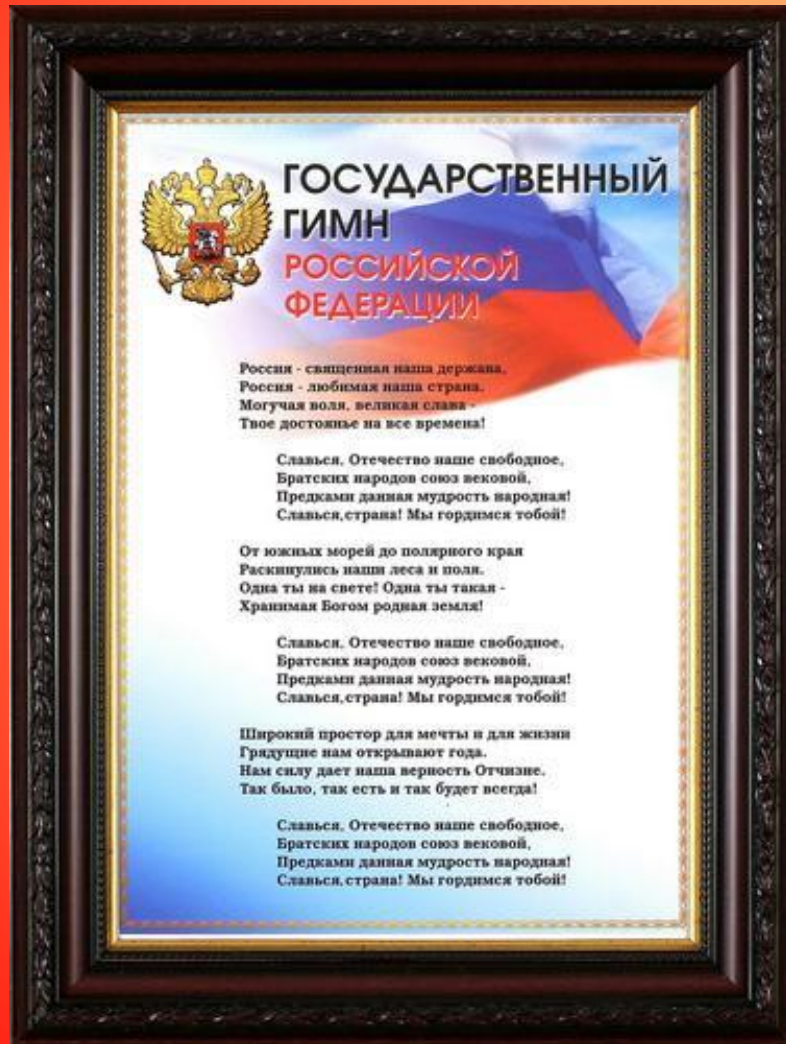 ГОСУДАРСТВЕННЫЙ
ГИМН
РОССИЙСКОЙ
ФЕДЕРАЦИИ
Россия - священная наша держава,
Россия - любимая наша страна.
Могучая воля, великая слава -
Твое достоянье на все времена!
Славься, Отечество наше свободное,
Братских народов союз вековой,
Предками данная мудрость народная!
Славься,страна! Мы гордимся тобой!
От южных морей до полярного края
Раскинулись наши леса и поля.
Одна ты на свете! Одна ты такая -
Хранимая Богом родная земля!
Славься, Отечество наше свободное,
Братских народов союз вековой,
Предками данная мудрость народная!
Славься,страна! Мы гордимся тобой!
Широкий простор для мечты и для жизни
Грядущие нам открывают года.
Нам силу дает наша верность Отчизне.
Так было, так есть и так будет всегда!
Славься, Отечество наше свободное,
Братских народов союз вековой,
Предками данная мудрость народная!
Славься,страна! Мы гордимся тобой!